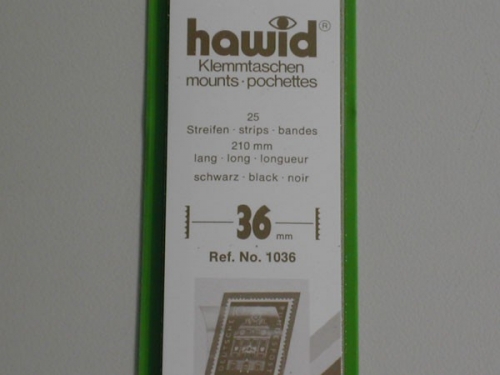 hawid®
Klemmtaschen
mounts · pochettes
25
Streifen · strips · bandes
210 mm
lang · long · longueur
schwarz · black · noir
36 mm
Ref. No. 1036